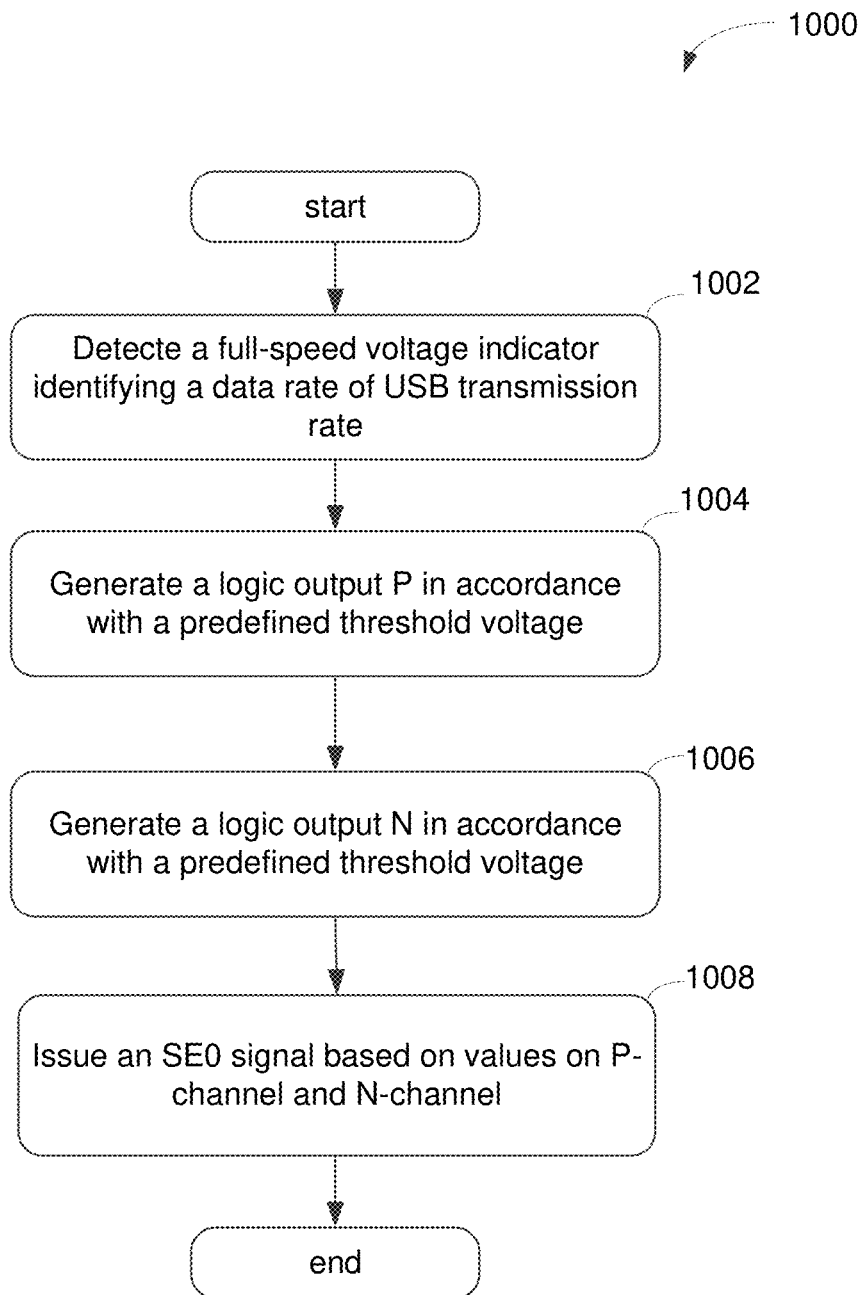 1000
start
1002
Detecte a full-speed voltage indicator
identifying a data rate of USB transmission
rate
1004
Generate a logic output P in accordance
with a predefined threshold voltage
1006
Generate a logic output N in accordance
with a predefined threshold voltage
1008
Issue an SE0 signal based on values on P-
channel and N-channel
end